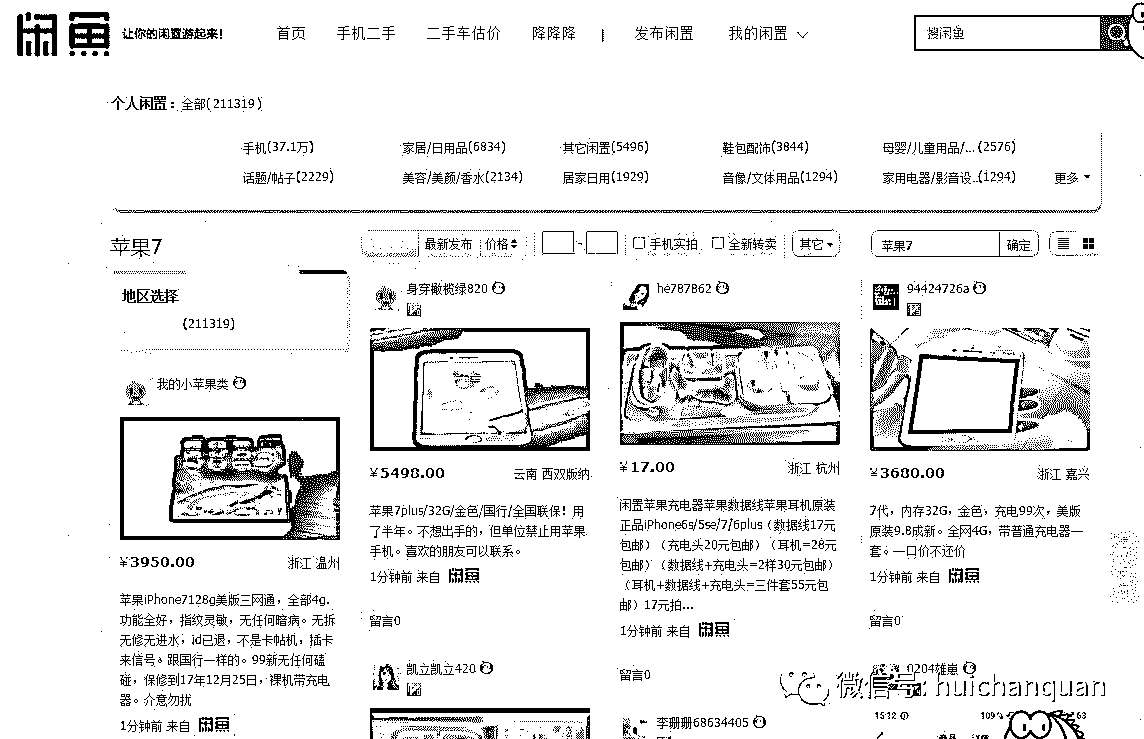 闲鱼
让你的闲置游起来!
首页 手机二手 二手车估价 降降降 | 发布闲置 我的闲置
搜闲鱼
个人闲置: 全部(211319)
手机(37.1万) 家居/日用品(6834) 其它闲置(5496) 鞋包配饰(3844) 母婴/儿童用品/...(2576)
话题/帖子(2229) 美容/美颜/香水(2134) 居家日用(1929) 音像/文体用品(1294) 家用电器/影音设..(1294) 更多
苹果7
最新发布 价格 - 手机实拍 全新转卖 其它 苹果7 确定
地区选择
(211319)
我的小苹果类
¥3950.00 浙江 温州
苹果iPhone7128g美版三网通，全部4g.
功能全好，指纹灵敏，无任何暗病。无拆
无修无进水，id已退，不是卡帖机，插卡
来信号。跟国行一样的。99新无任何磕
碰，保修到17年12月25日，裸机带充电
器。介意勿扰
1分钟前 来自 闲鱼
身穿橄榄绿820
¥5498.00 云南 西双版纳
苹果7plus/32G/金色/国行/全国联保！用
了半年。不想出手的，但单位禁止用苹果
手机。喜欢的朋友可以联系。
1分钟前 来自 闲鱼
留言0
凯立凯立420
he787862
¥17.00 浙江 杭州
闲置苹果充电器苹果数据线苹果耳机原装
正品iPhone6s/5se/7/6plus（数据线17元
包邮）（充电头20元包邮）（耳机=28元
包邮）（数据线+充电头=2样30元包邮）
（耳机+数据线+充电头=三件套55元包
邮）17元拍...
1分钟前 来自 闲鱼
留言0
李珊珊68634405
94424726a
¥3680.00 浙江 嘉兴
7代，内存32G，金色，充电99次，美版
原装9.8成新。全网4G，带普通充电器一
套。一口价不还价
1分钟前 来自 闲鱼
留言0
0204雄崽
微信号: huichanquan
15:12